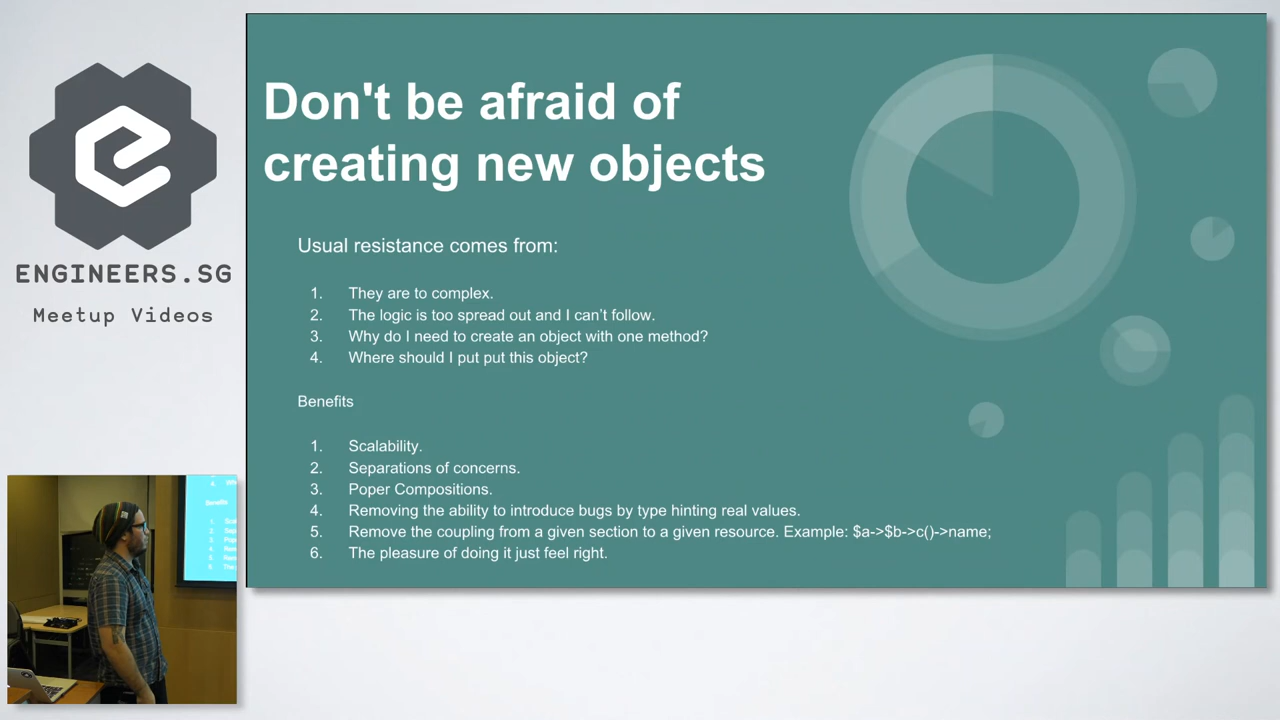 ENGINEERS.SG
Meetup Videos
Don't be afraid of
creating new objects
Usual resistance comes from:
1. They are to complex.
2. The logic is too spread out and I can't follow.
3. Why do I need to create an object with one method?
4. Where should I put put this object?
Benefits
1. Scalability.
2. Separations of concerns.
3. Poper Compositions.
4. Removing the ability to introduce bugs by type hinting real values.
5. Remove the coupling from a given section to a given resource. Example: $a->$b->c()->name;
6. The pleasure of doing it just feel right.